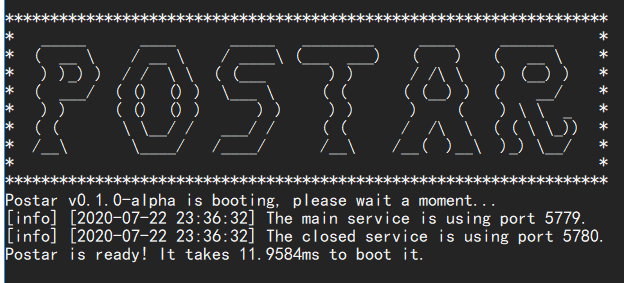 POSTAR
Postar v0.1.0-alpha is booting, please wait a moment...
[info] [2020-07-22 23:36:32] The main service is using port 5779.
[info] [2020-07-22 23:36:32] The closed service is using port 5780.
Postar is ready! It takes 11.9584ms to boot it.